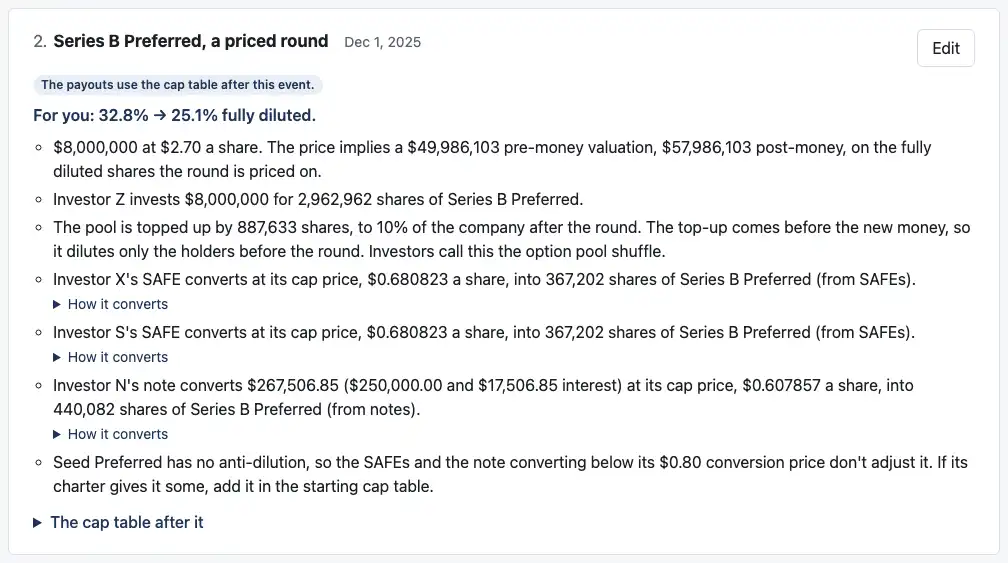 2. Series B Preferred, a priced round Dec 1, 2025
Edit
The payouts use the cap table after this event.
For you: 32.8% → 25.1% fully diluted.
$8,000,000 at $2.70 a share. The price implies a $49,986,103 pre-money valuation, $57,986,103 post-money, on the fully
diluted shares the round is priced on.
Investor Z invests $8,000,000 for 2,962,962 shares of Series B Preferred.
The pool is topped up by 887,633 shares, to 10% of the company after the round. The top-up comes before the new money, so
it dilutes only the holders before the round. Investors call this the option pool shuffle.
Investor X's SAFE converts at its cap price, $0.680823 a share, into 367,202 shares of Series B Preferred (from SAFEs).
How it converts
Investor S's SAFE converts at its cap price, $0.680823 a share, into 367,202 shares of Series B Preferred (from SAFEs).
How it converts
Investor N's note converts $267,506.85 ($250,000.00 and $17,506.85 interest) at its cap price, $0.607857 a share, into
440,082 shares of Series B Preferred (from notes).
How it converts
Seed Preferred has no anti-dilution, so the SAFEs and the note converting below its $0.80 conversion price don't adjust it. If its
charter gives it some, add it in the starting cap table.
The cap table after it